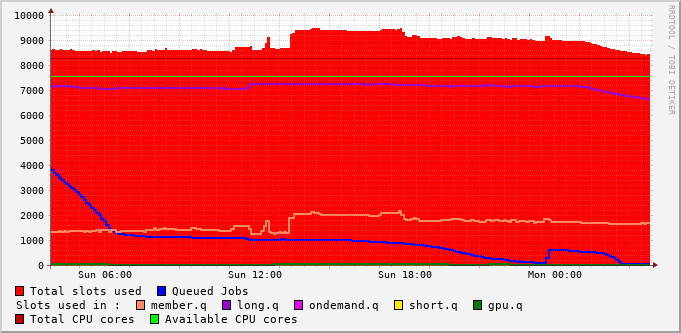 RRDTOOL / TOBI OETIKER
10000
9000
8000
7000
6000
5000
4000
3000
2000
1000
0
Sun 06:00 Sun 12:00 Sun 18:00 Mon 00:00
Total slots used Queued Jobs
Slots used in : member.q long.q ondemand.q short.q gpu.q
Total CPU cores Available CPU cores